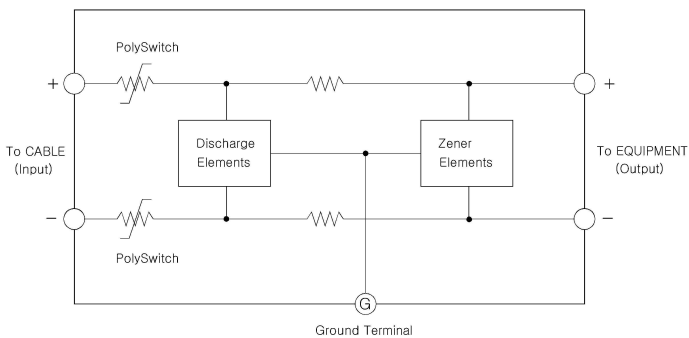 PolySwitch
+
+
Discharge
Elements
Zener
Elements
To CABLE
(Input)
To EQUIPMENT
(Output)
−
−
PolySwitch
G
Ground Terminal